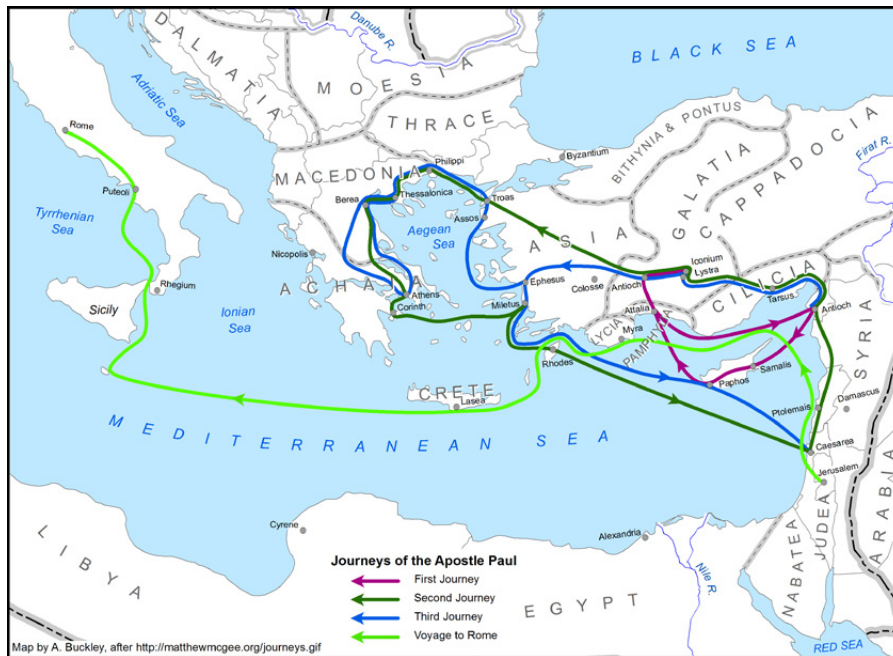 DALMATIA
Danube R.
MOESIA
BLACK SEA
Adriatic Sea
THRACE
BITHYNIA & PONTUS
Rome
Byzantium
Firat R.
MACEDONIA
Philippi
GALATIA
CAPPADOCIA
Puteoli
Berea
Thessalonica
Troas
Tyrrhenian
Sea
Aegean
Sea
Assos
ASIA
Nicopolis
Iconium
Lystra
Rhegium
ACHAIA
Athens
Ephesus
Colosse
Antioch
CILICIA
Tarsus
Sicily
Ionian
Sea
Corinth
Miletus
Attalia
Antioch
LYCIA
Myra
PAMPHYLIA
SYRIA
Rhodes
Samalis
CRETE
Lasea
Paphos
Damascus
Ptolemais
MEDITERRANEAN SEA
Caesarea
Jerusalem
Cyrene
Alexandria
LIBYA
Nile R.
EGYPT
NABATEA
JUDEA
ARABIA
RED SEA
Journeys of the Apostle Paul
First Journey
Second Journey
Third Journey
Voyage to Rome
Map by A. Buckley, after http://matthewmcgee.org/journeys.gif